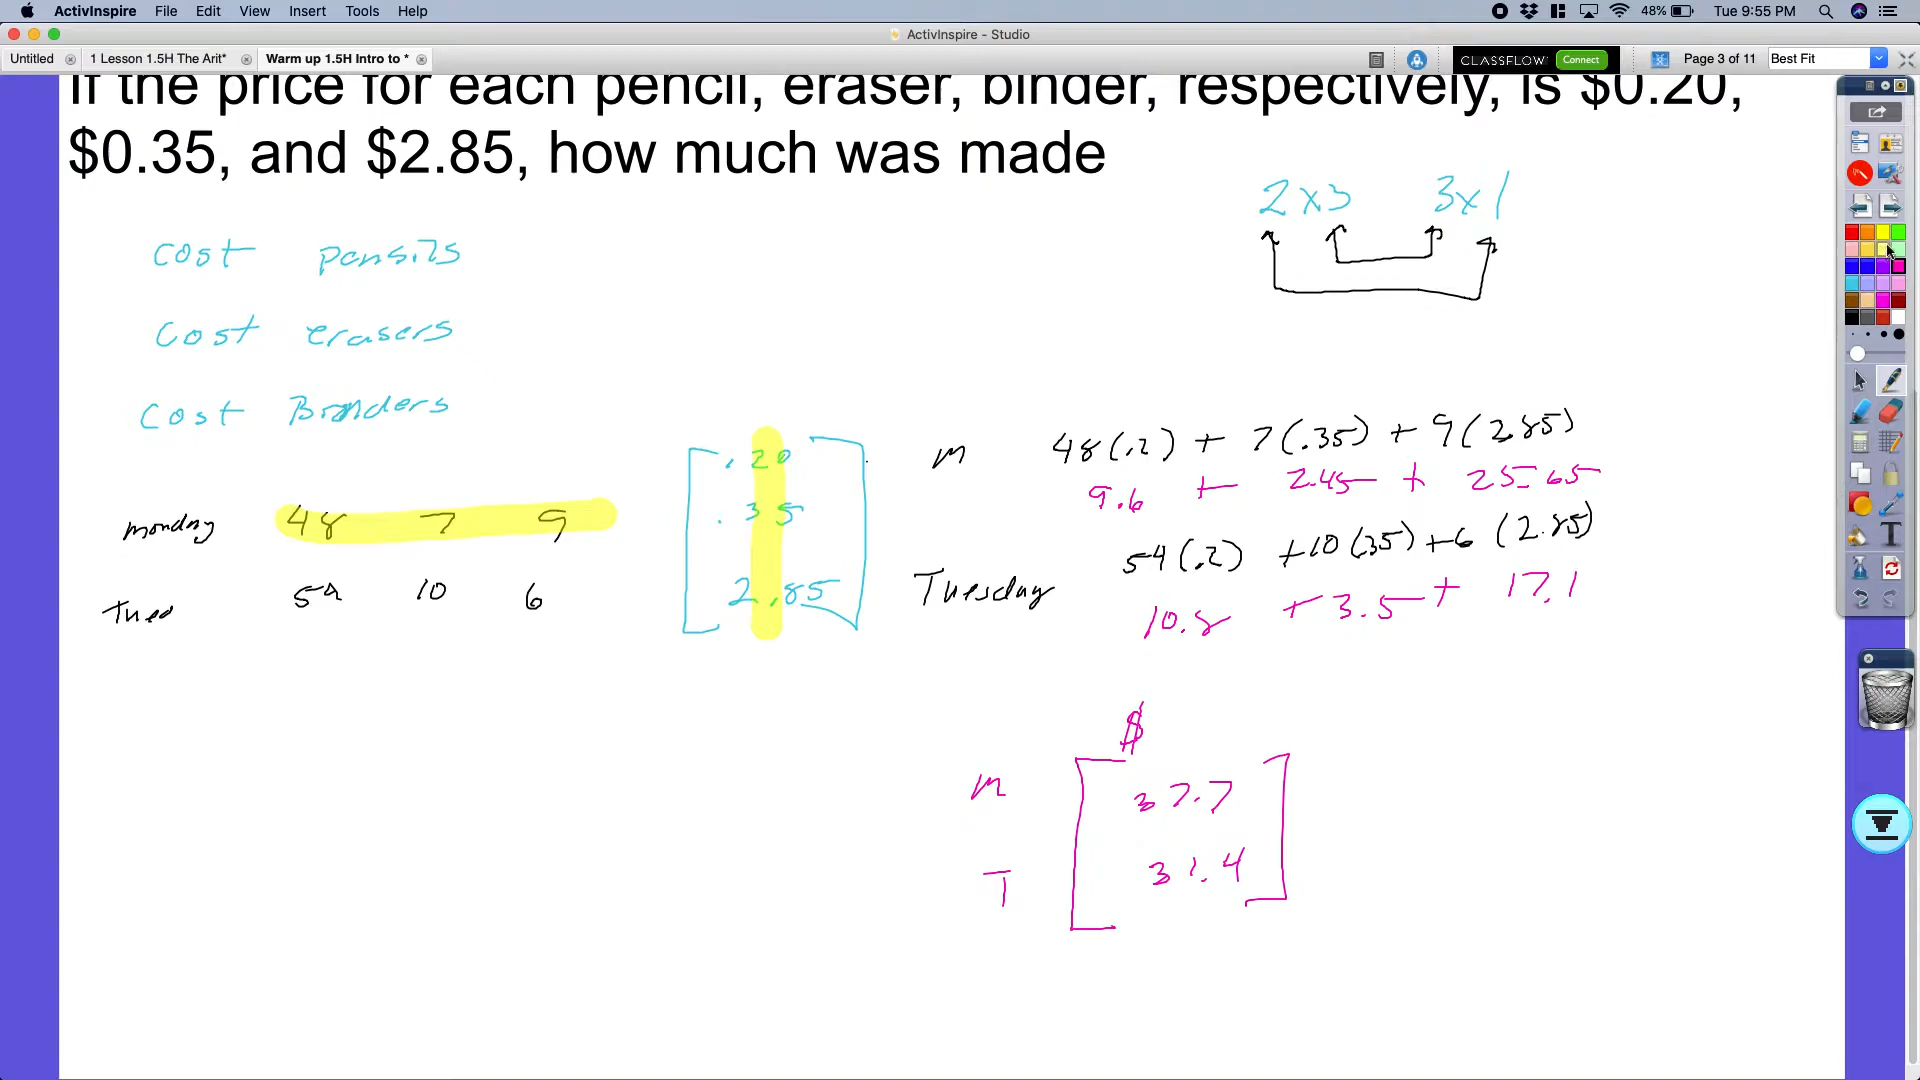 ActivInspire File Edit View Insert Tools Help 48% Tue 9:55 PM
ActivInspire - Studio
Untitled 1 Lesson 1.5H The Arit* Warm up 1.5H Intro to * CLASSFLOW Connect Page 3 of 11 Best Fit
If the price for each pencil, eraser, binder, respectively, is $0.20,
$0.35, and $2.85, how much was made
2x3 3x1
cost pensils
cost erasers
cost Binders
monday 48 7 9
Tues 54 10 6
.20
.35
2.85
m 48(.2) + 7(.35) + 9(2.85)
9.6 + 2.45 + 25.65
Tuesday 54(.2) +10(35)+6 (2.85)
10.8 +3.5 + 17.1
$
m 37.7
T 31.4
T